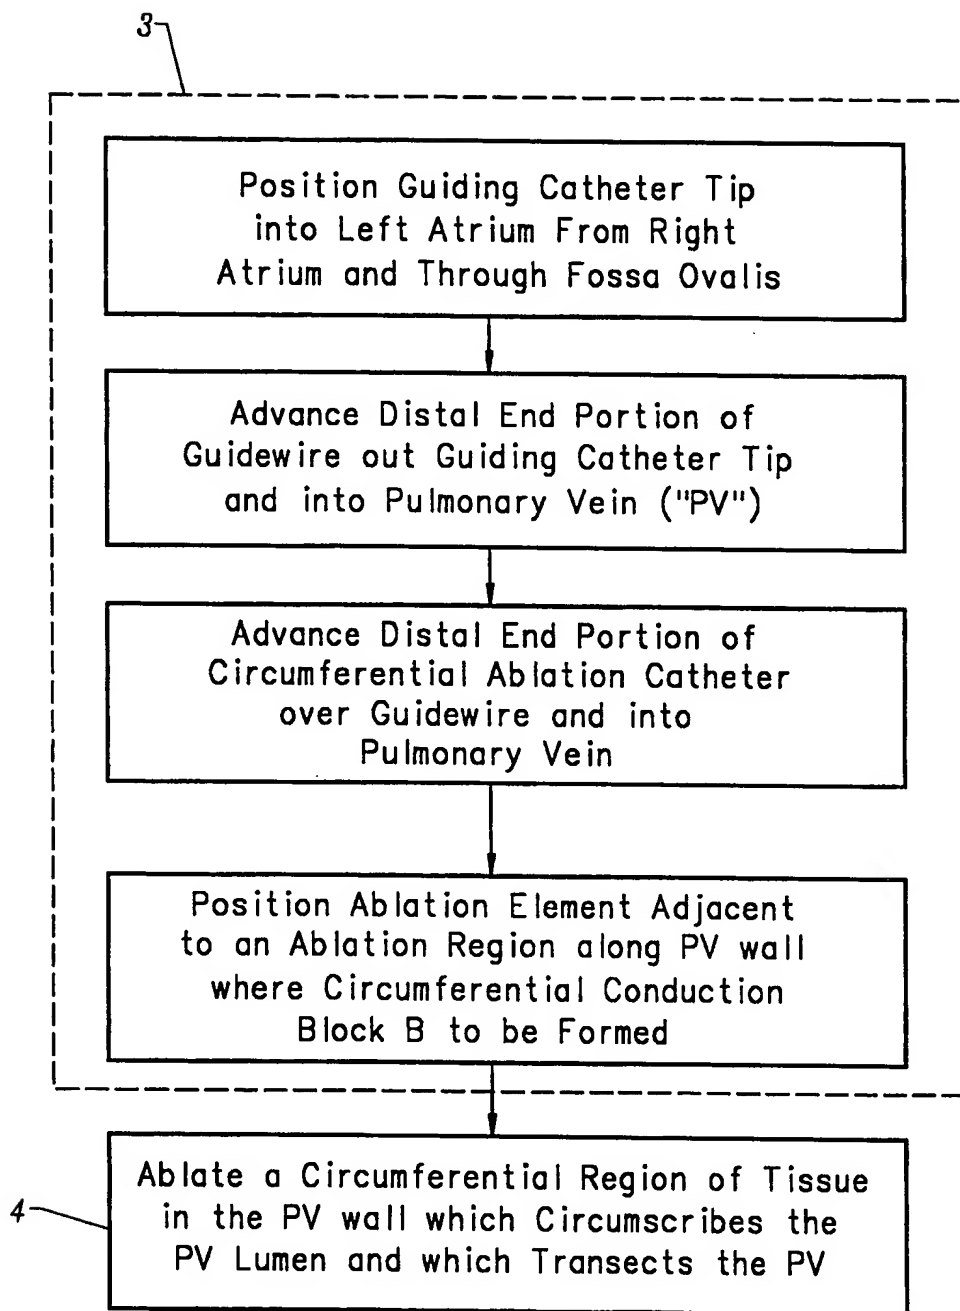 3
Position Guiding Catheter Tip
into Left Atrium From Right
Atrium and Through Fossa Ovalis
Advance Distal End Portion of
Guidewire out Guiding Catheter Tip
and into Pulmonary Vein ("PV")
Advance Distal End Portion of
Circumferential Ablation Catheter
over Guidewire and into
Pulmonary Vein
Position Ablation Element Adjacent
to an Ablation Region along PV wall
where Circumferential Conduction
Block B to be Formed
4
Ablate a Circumferential Region of Tissue
in the PV wall which Circumscribes the
PV Lumen and which Transects the PV